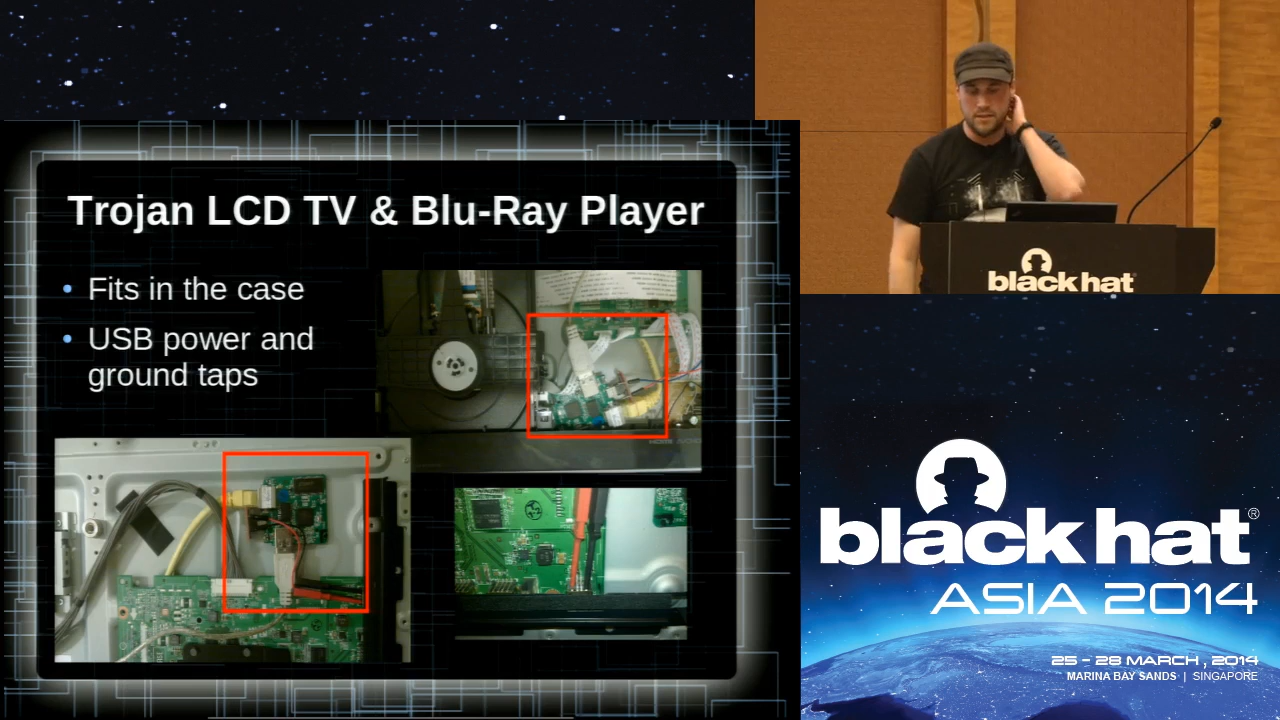 Trojan LCD TV & Blu-Ray Player
• Fits in the case
• USB power and
ground taps
black hat
black hat®
ASIA 2014
25 - 28 MARCH, 2014
MARINA BAY SANDS | SINGAPORE